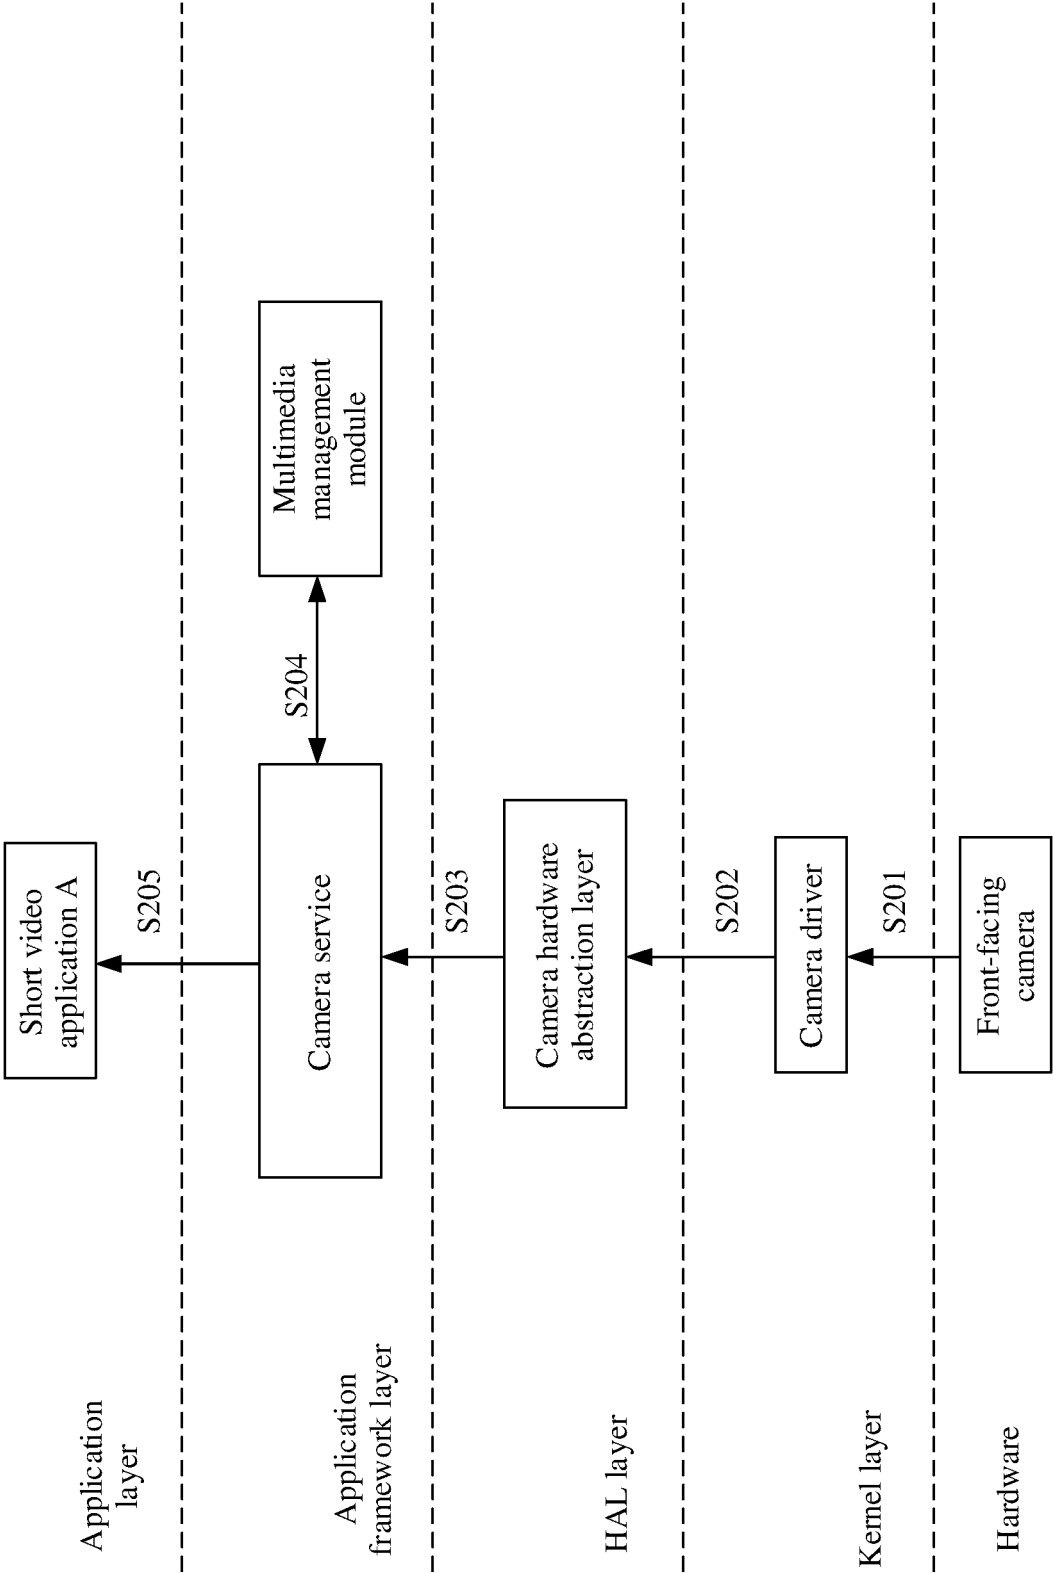 Application
layer
Short video
application A
S205
Application
framework layer
Camera service
S204
Multimedia
management
module
S203
HAL layer
Camera hardware
abstraction layer
S202
Kernel layer
Camera driver
S201
Hardware
Front-facing
camera